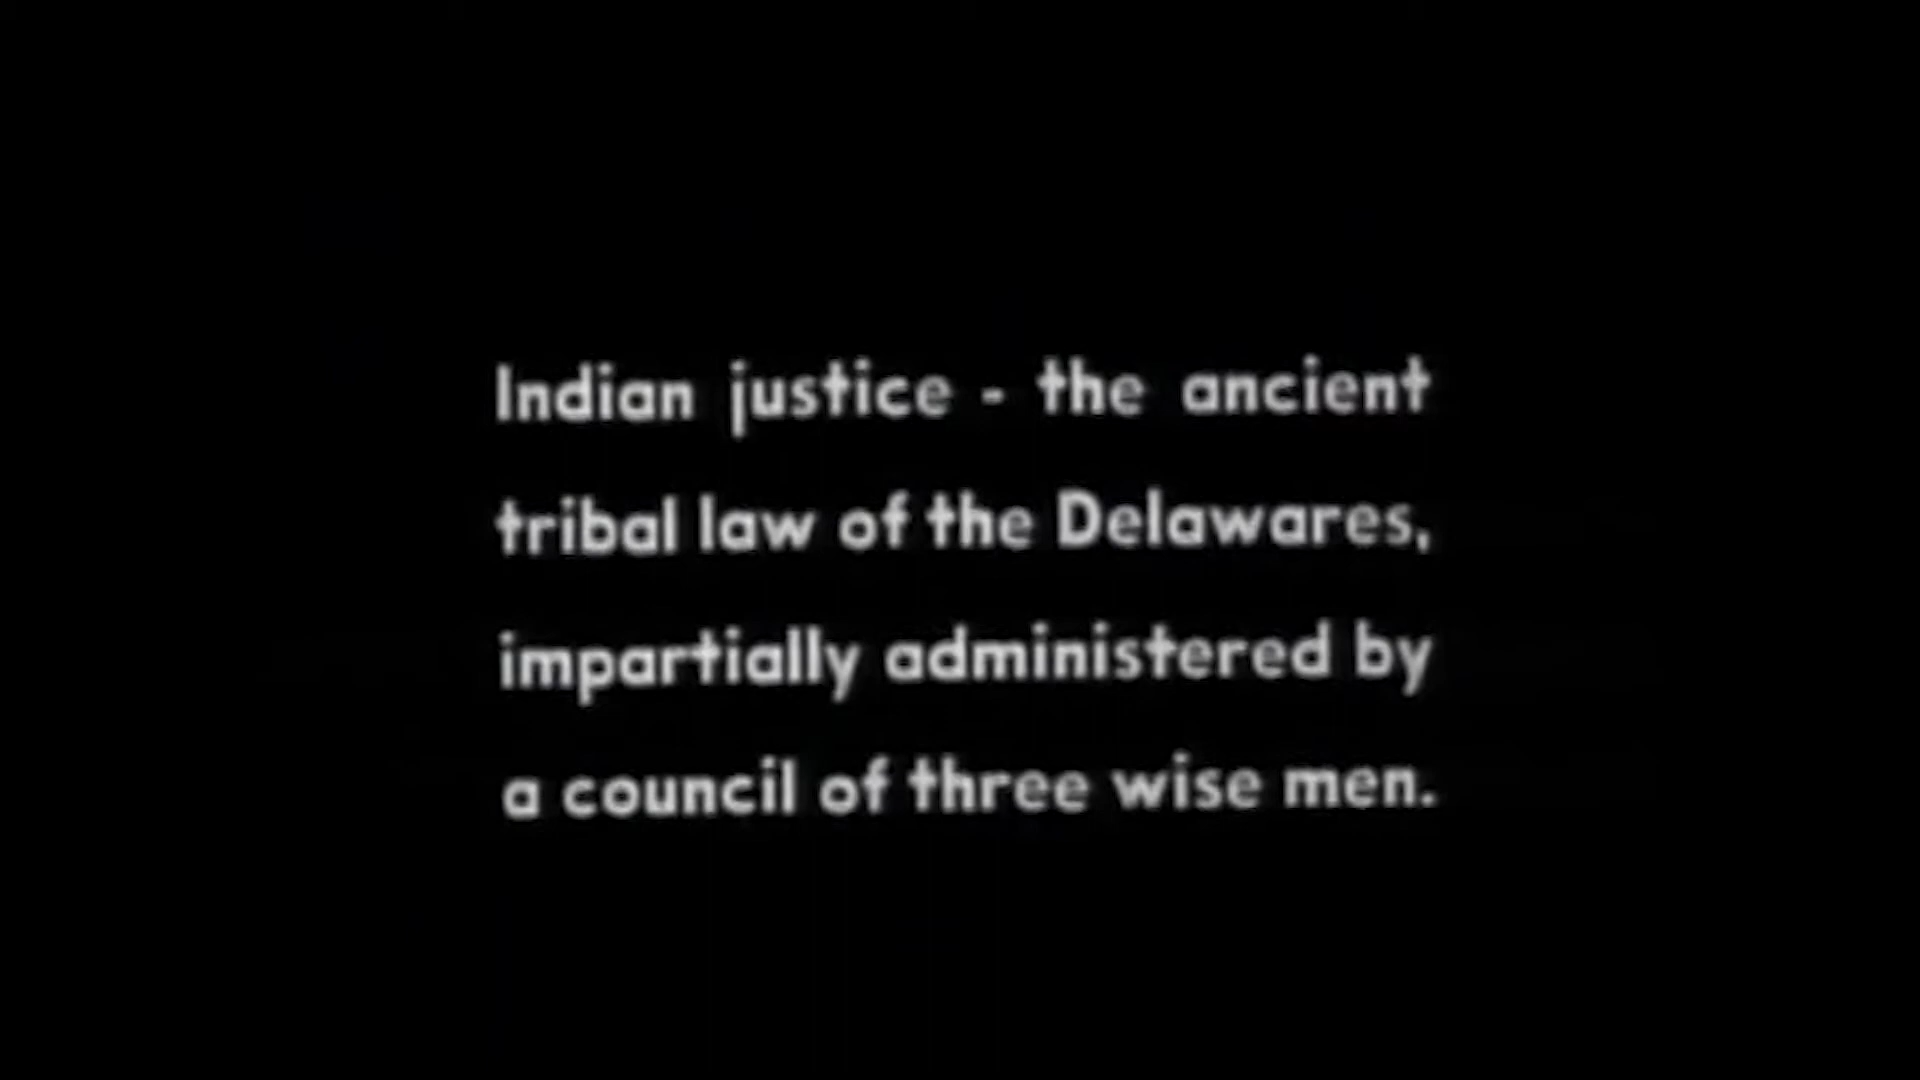 Indian justice - the ancient
tribal law of the Delawares,
impartially administered by
a council of three wise men.